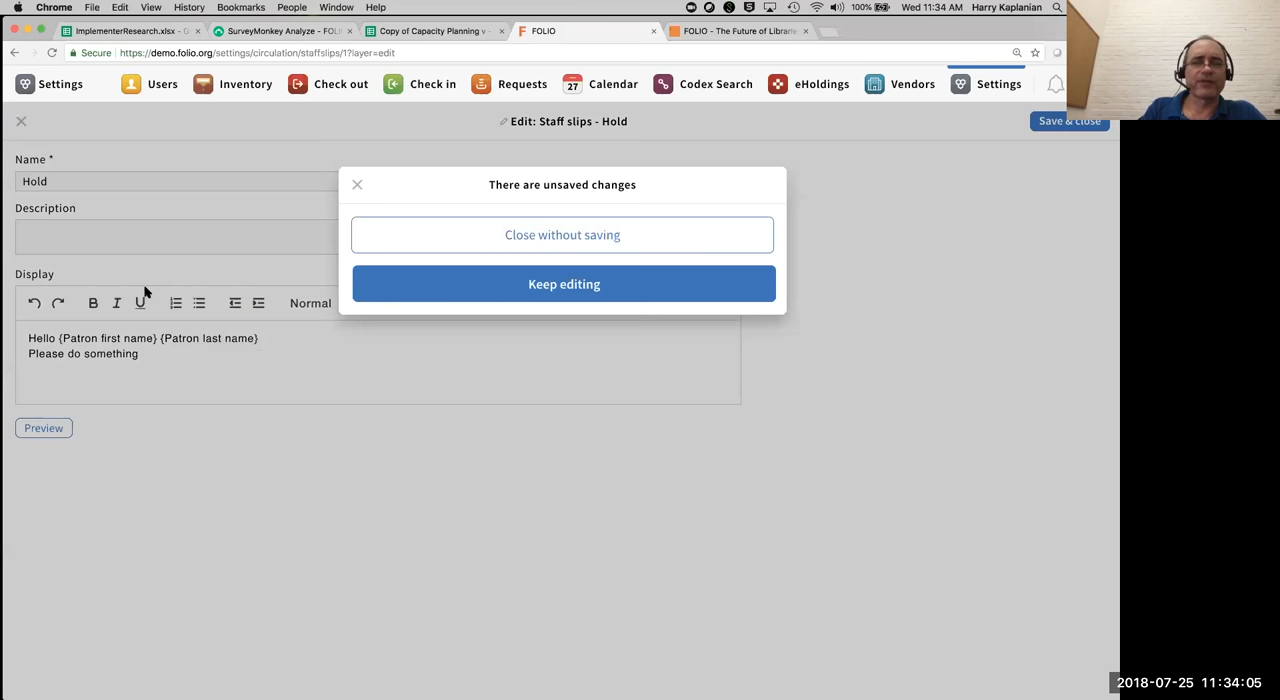 Chrome File Edit View History Bookmarks People Window Help 100% Wed 11:34 AM Harry Kaplanian
ImplementerResearch.xlsx - G SurveyMonkey Analyze - FOLI Copy of Capacity Planning v - FOLIO FOLIO - The Future of Librarie
Secure https://demo.folio.org/settings/circulation/staffslips/1?layer=edit
Settings Users Inventory Check out Check in Requests 27 Calendar Codex Search eHoldings Vendors Settings
Edit: Staff slips - Hold Save & close
Name *
Hold
There are unsaved changes
Description
Close without saving
Display
Keep editing
B I U Normal
Hello {Patron first name} {Patron last name}
Please do something
Preview
2018-07-25 11:34:05